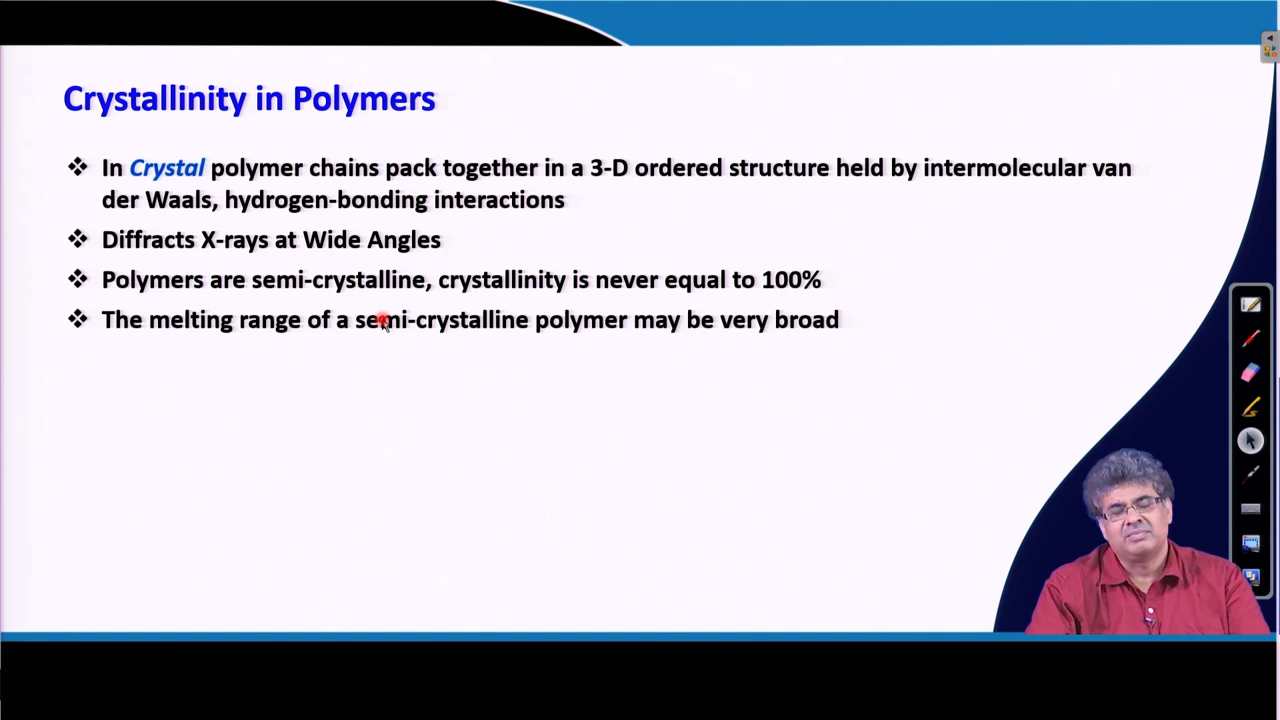 Crystallinity in Polymers
❖ In Crystal polymer chains pack together in a 3-D ordered structure held by intermolecular van
der Waals, hydrogen-bonding interactions
❖ Diffracts X-rays at Wide Angles
❖ Polymers are semi-crystalline, crystallinity is never equal to 100%
❖ The melting range of a semi-crystalline polymer may be very broad